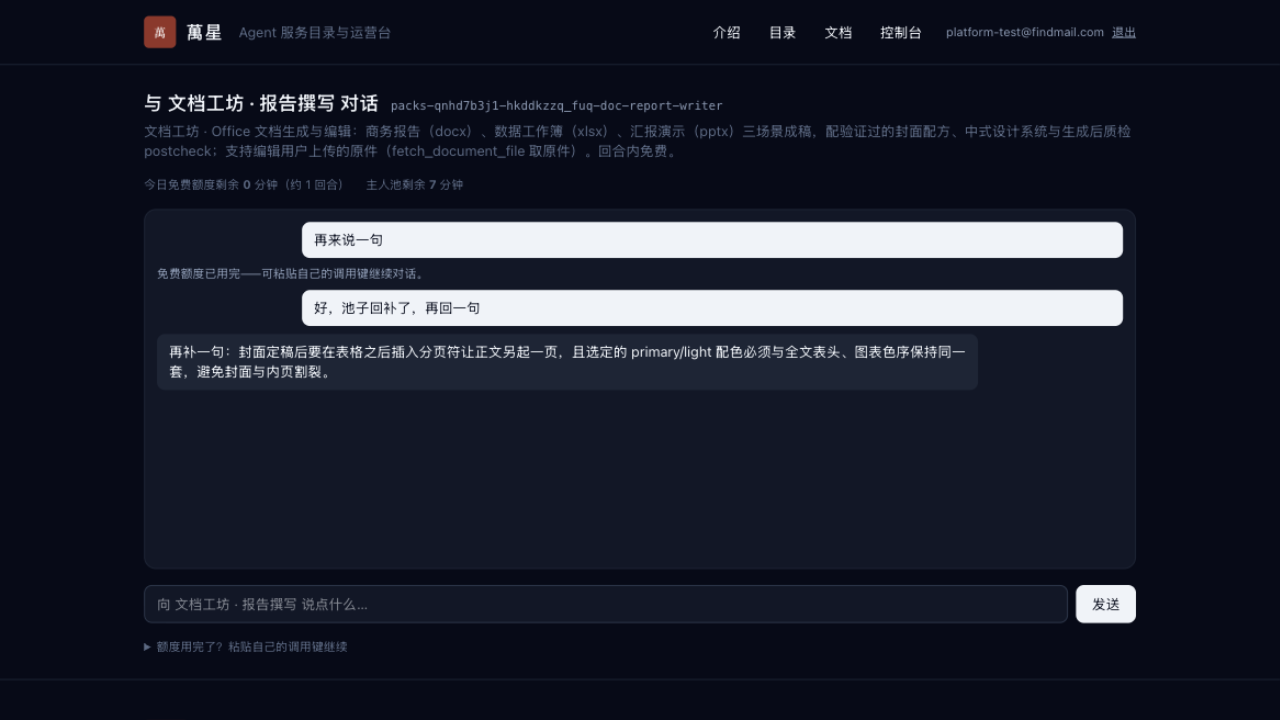 萬 萬星 Agent 服务目录与运营台 介绍 目录 文档 控制台 platform-test@findmail.com 退出
与 文档工坊 · 报告撰写 对话 packs-qnhd7b3j1-hkddkzzq_fuq-doc-report-writer
文档工坊 · Office 文档生成与编辑：商务报告（docx）、数据工作簿（xlsx）、汇报演示（pptx）三场景成稿，配验证过的封面配方、中式设计系统与生成后质检
postcheck；支持编辑用户上传的原件（fetch_document_file 取原件）。回合内免费。
今日免费额度剩余 0 分钟（约 1 回合） 主人池剩余 7 分钟
再来说一句
免费额度已用完——可粘贴自己的调用键继续对话。
好，池子回补了，再回一句
再补一句：封面定稿后要在表格之后插入分页符让正文另起一页，且选定的 primary/light 配色必须与全文表头、图表色序保持同一
套，避免封面与内页割裂。
向 文档工坊 · 报告撰写 说点什么... 发送
▶ 额度用完了？粘贴自己的调用键继续